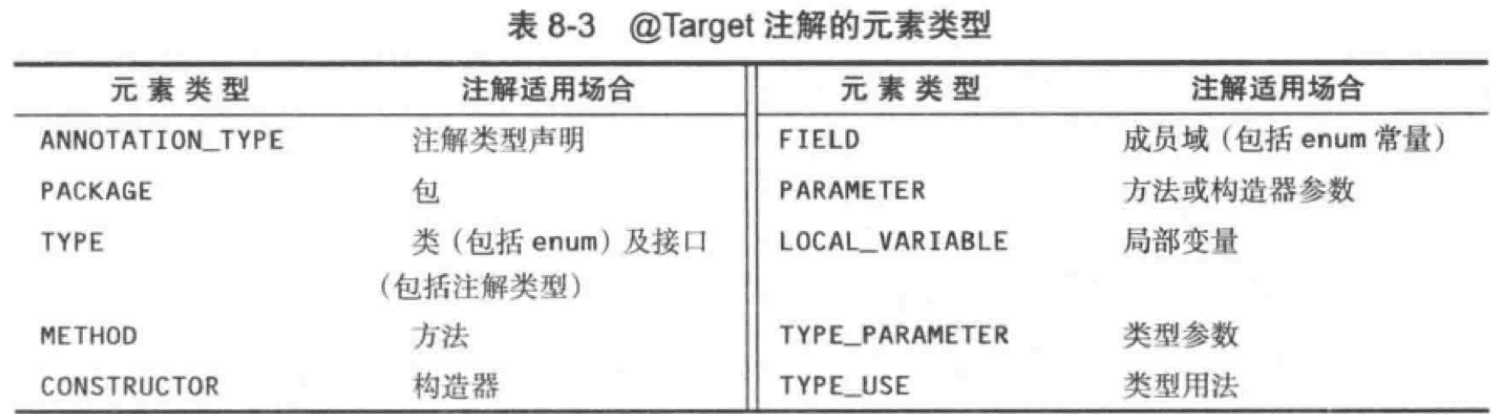 表 8-3 @Target 注解的元素类型
元素类型 注解适用场合 元素类型 注解适用场合
ANNOTATION_TYPE 注解类型声明 FIELD 成员域（包括 enum 常量）
PACKAGE 包 PARAMETER 方法或构造器参数
TYPE 类（包括 enum）及接口 LOCAL_VARIABLE 局部变量
（包括注解类型）
METHOD 方法 TYPE_PARAMETER 类型参数
CONSTRUCTOR 构造器 TYPE_USE 类型用法